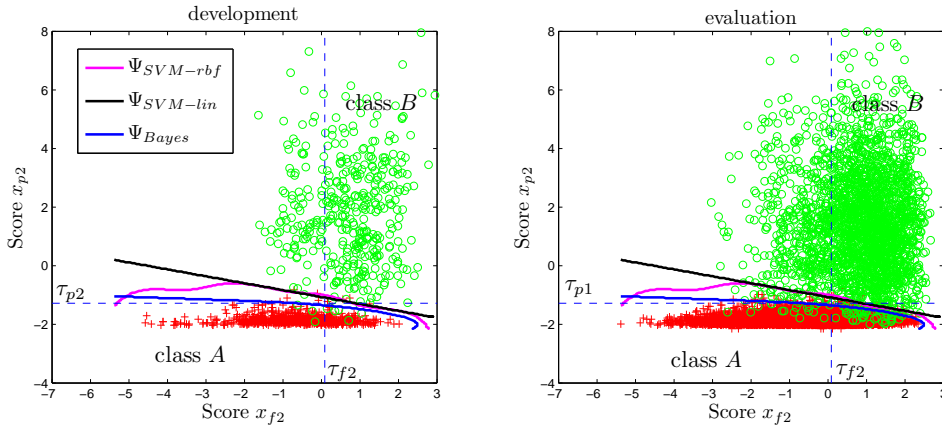 development
8
6
4
2
0
−2
−4
Score x_{p2}
Ψ_{SVM−rbf}
Ψ_{SVM−lin}
Ψ_{Bayes}
class B
τ_{p2}
class A
τ_{f2}
−7 −6 −5 −4 −3 −2 −1 0 1 2 3
Score x_{f2}
evaluation
8
6
4
2
0
−2
−4
Score x_{p2}
class B
τ_{p1}
class A
τ_{f2}
−7 −6 −5 −4 −3 −2 −1 0 1 2 3
Score x_{f2}